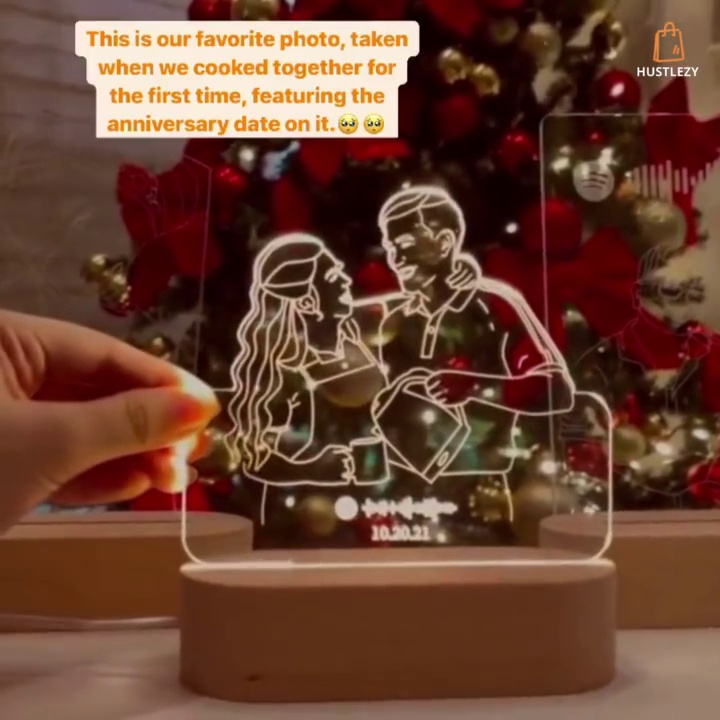 This is our favorite photo, taken
when we cooked together for
the first time, featuring the
anniversary date on it.🥺🥺
HUSTLEZY
10.20.21